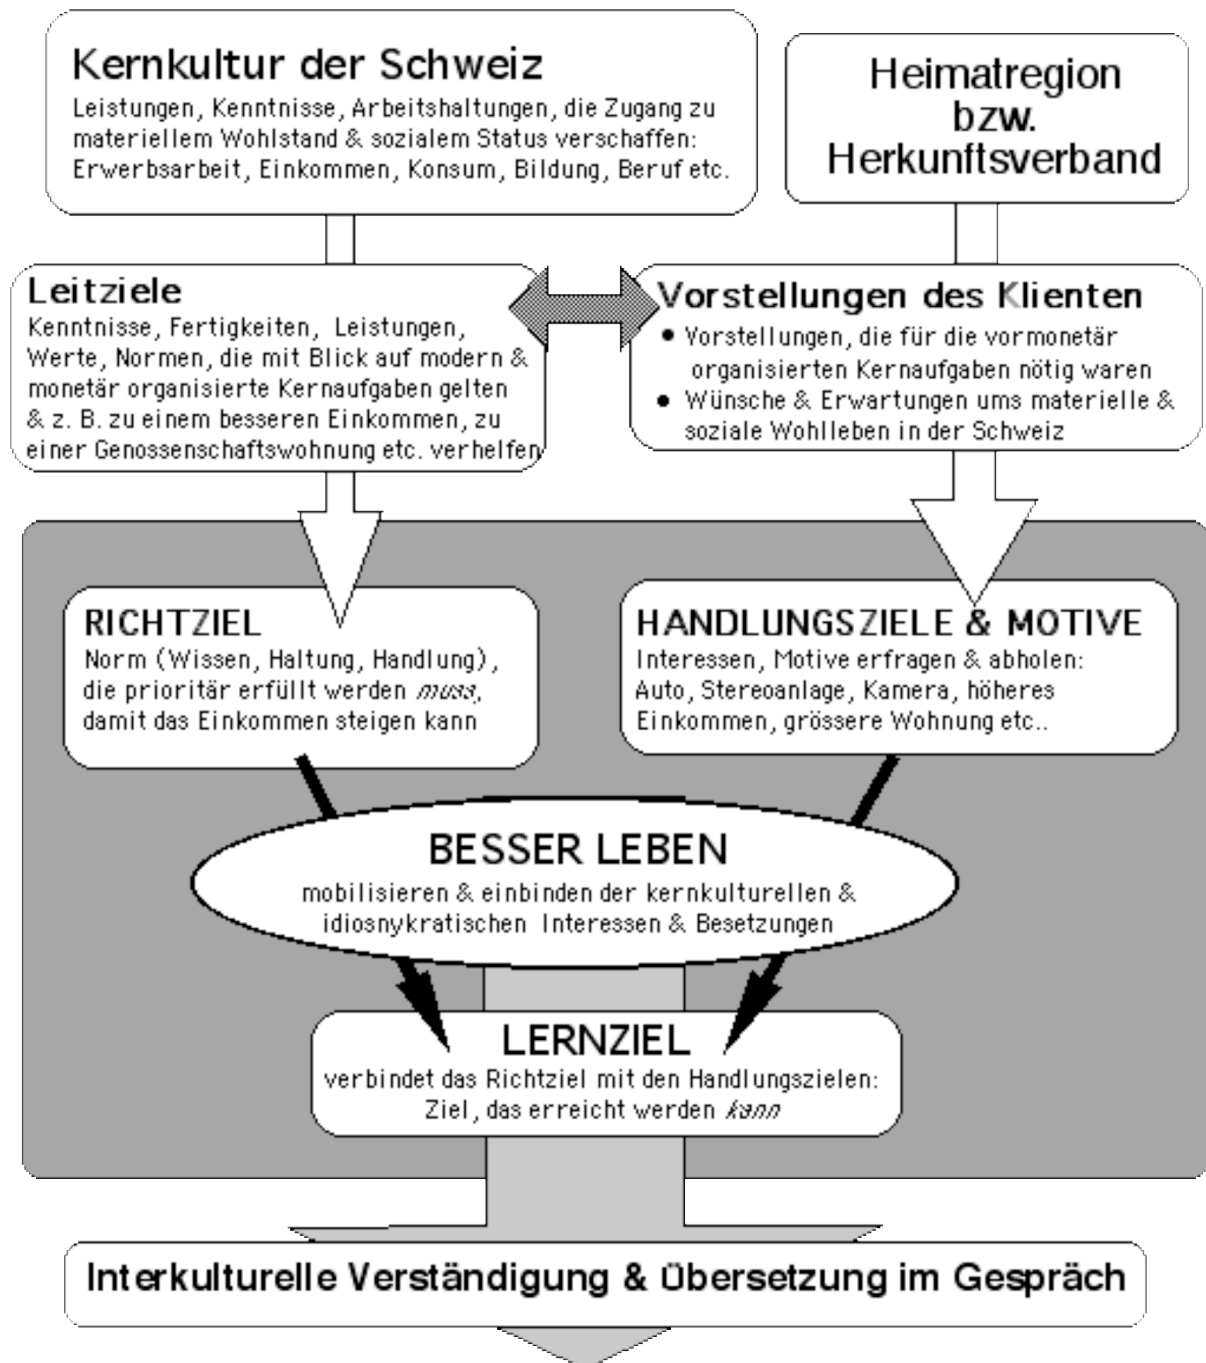 Kernkultur der Schweiz
Leistungen, Kenntnisse, Arbeitshaltungen, die Zugang zu
materiellem Wohlstand & sozialem Status verschaffen:
Erwerbsarbeit, Einkommen, Konsum, Bildung, Beruf etc.
Heimatregion
bzw.
Herkunftsverband
Leitziele
Kenntnisse, Fertigkeiten, Leistungen,
Werte, Normen, die mit Blick auf modern &
monetär organisierte Kernaufgaben gelten
& z. B. zu einem besseren Einkommen, zu
einer Genossenschaftswohnung etc. verhelfen
Vorstellungen des Klienten
● Vorstellungen, die für die vormonetär
organisierten Kernaufgaben nötig waren
● Wünsche & Erwartungen ums materielle &
soziale Wohlleben in der Schweiz
RICHTZIEL
Norm (Wissen, Haltung, Handlung),
die prioritär erfüllt werden muss,
damit das Einkommen steigen kann
HANDLUNGSZIELE & MOTIVE
Interessen, Motive erfragen & abholen:
Auto, Stereoanlage, Kamera, höheres
Einkommen, grössere Wohnung etc..
BESSER LEBEN
mobilisieren & einbinden der kernkulturellen &
idiosnykratischen Interessen & Besetzungen
LERNZIEL
verbindet das Richtziel mit den Handlungszielen:
Ziel, das erreicht werden kann
Interkulturelle Verständigung & Übersetzung im Gespräch